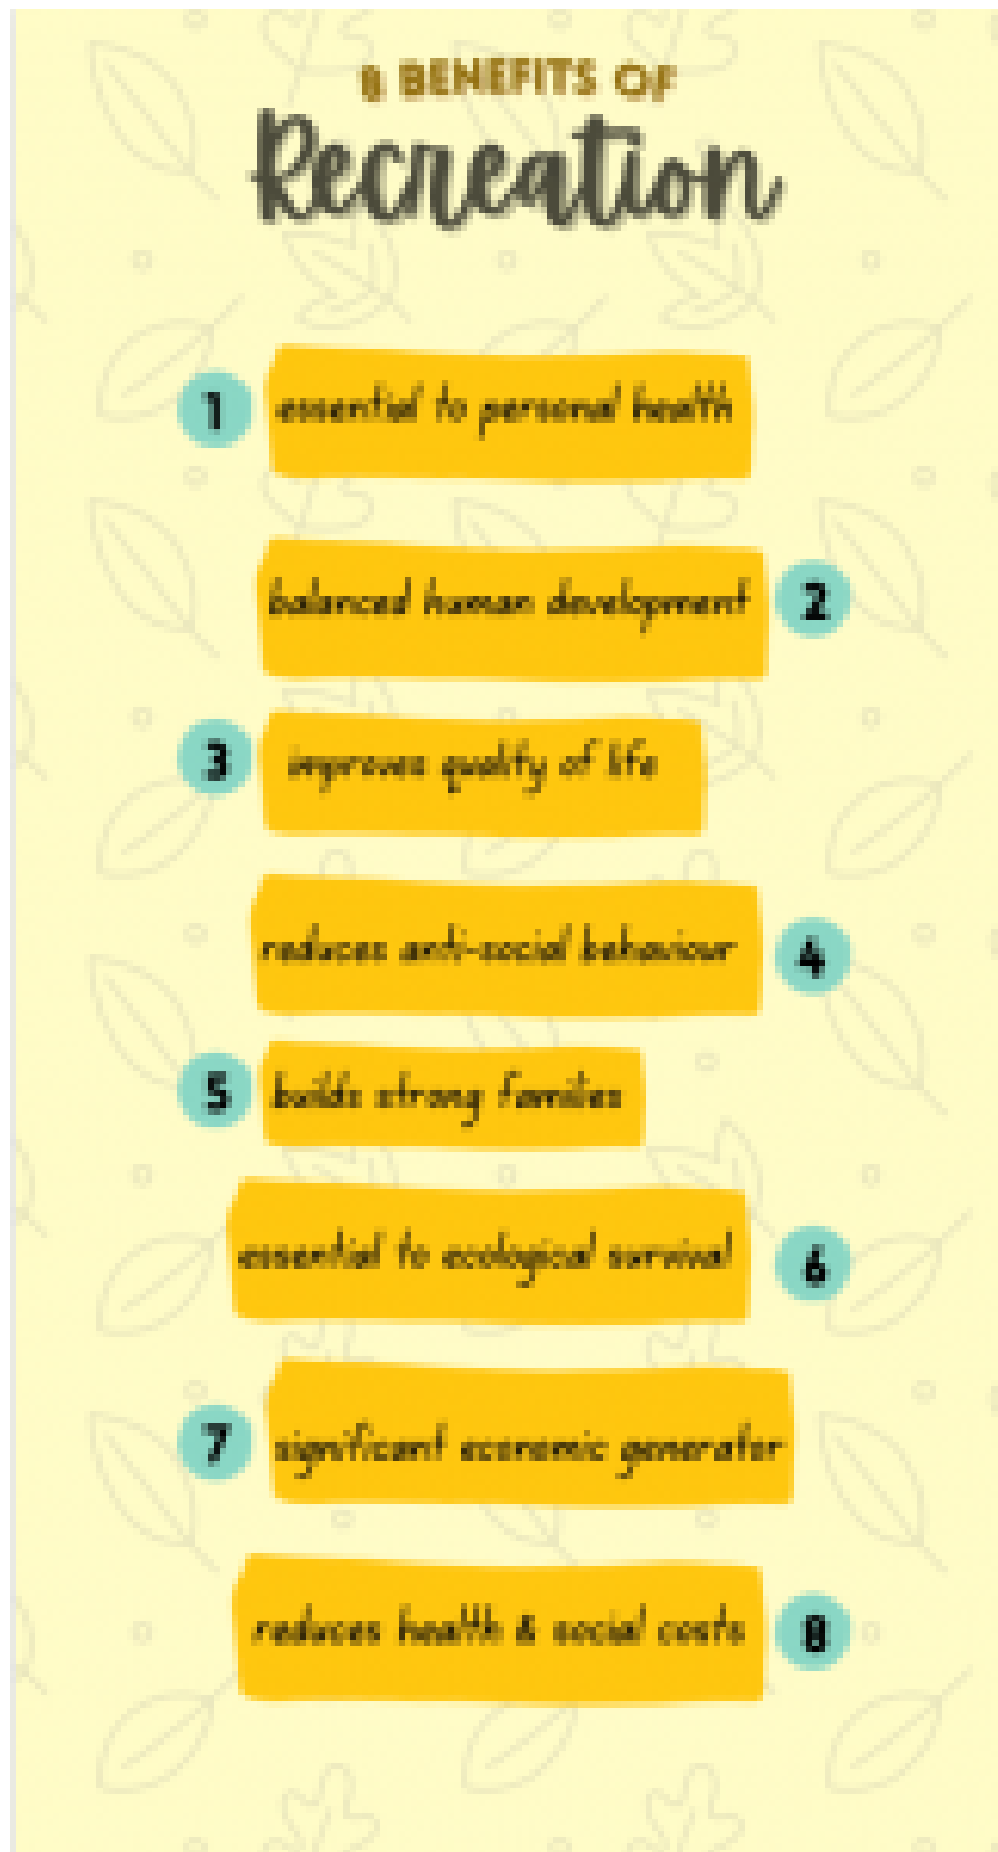 8 BENEFITS OF
Recreation
1 essential to personal health
balanced human development 2
3 improves quality of life
reduces anti-social behaviour 4
5 builds strong families
essential to ecological survival 6
7 significant economic generator
reduces health & social costs 8